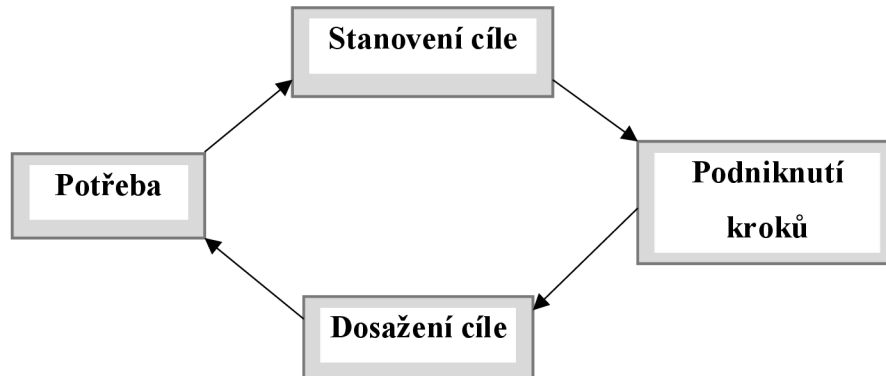 Stanovení cíle
Potřeba
Podniknutí
kroků
Dosažení cíle